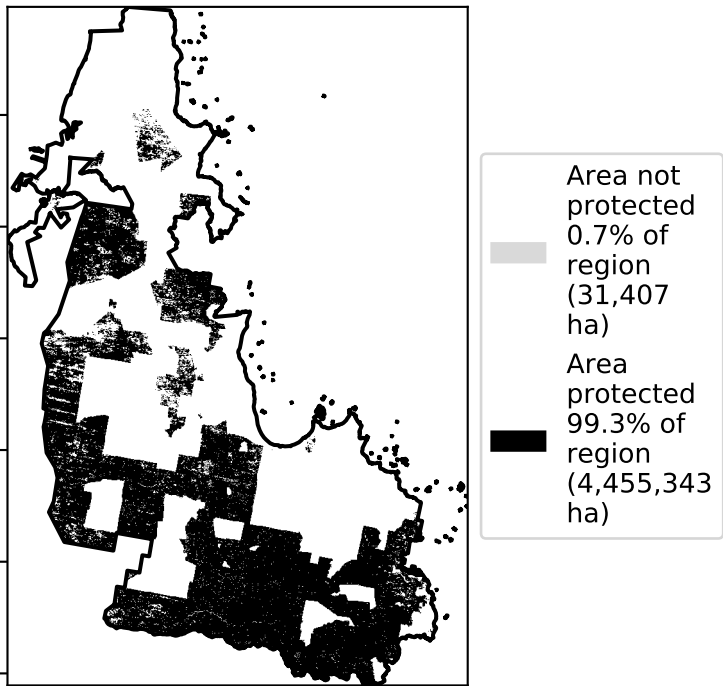 Area not
protected
0.7% of
region
(31,407
ha)
Area
protected
99.3% of
region
(4,455,343
ha)